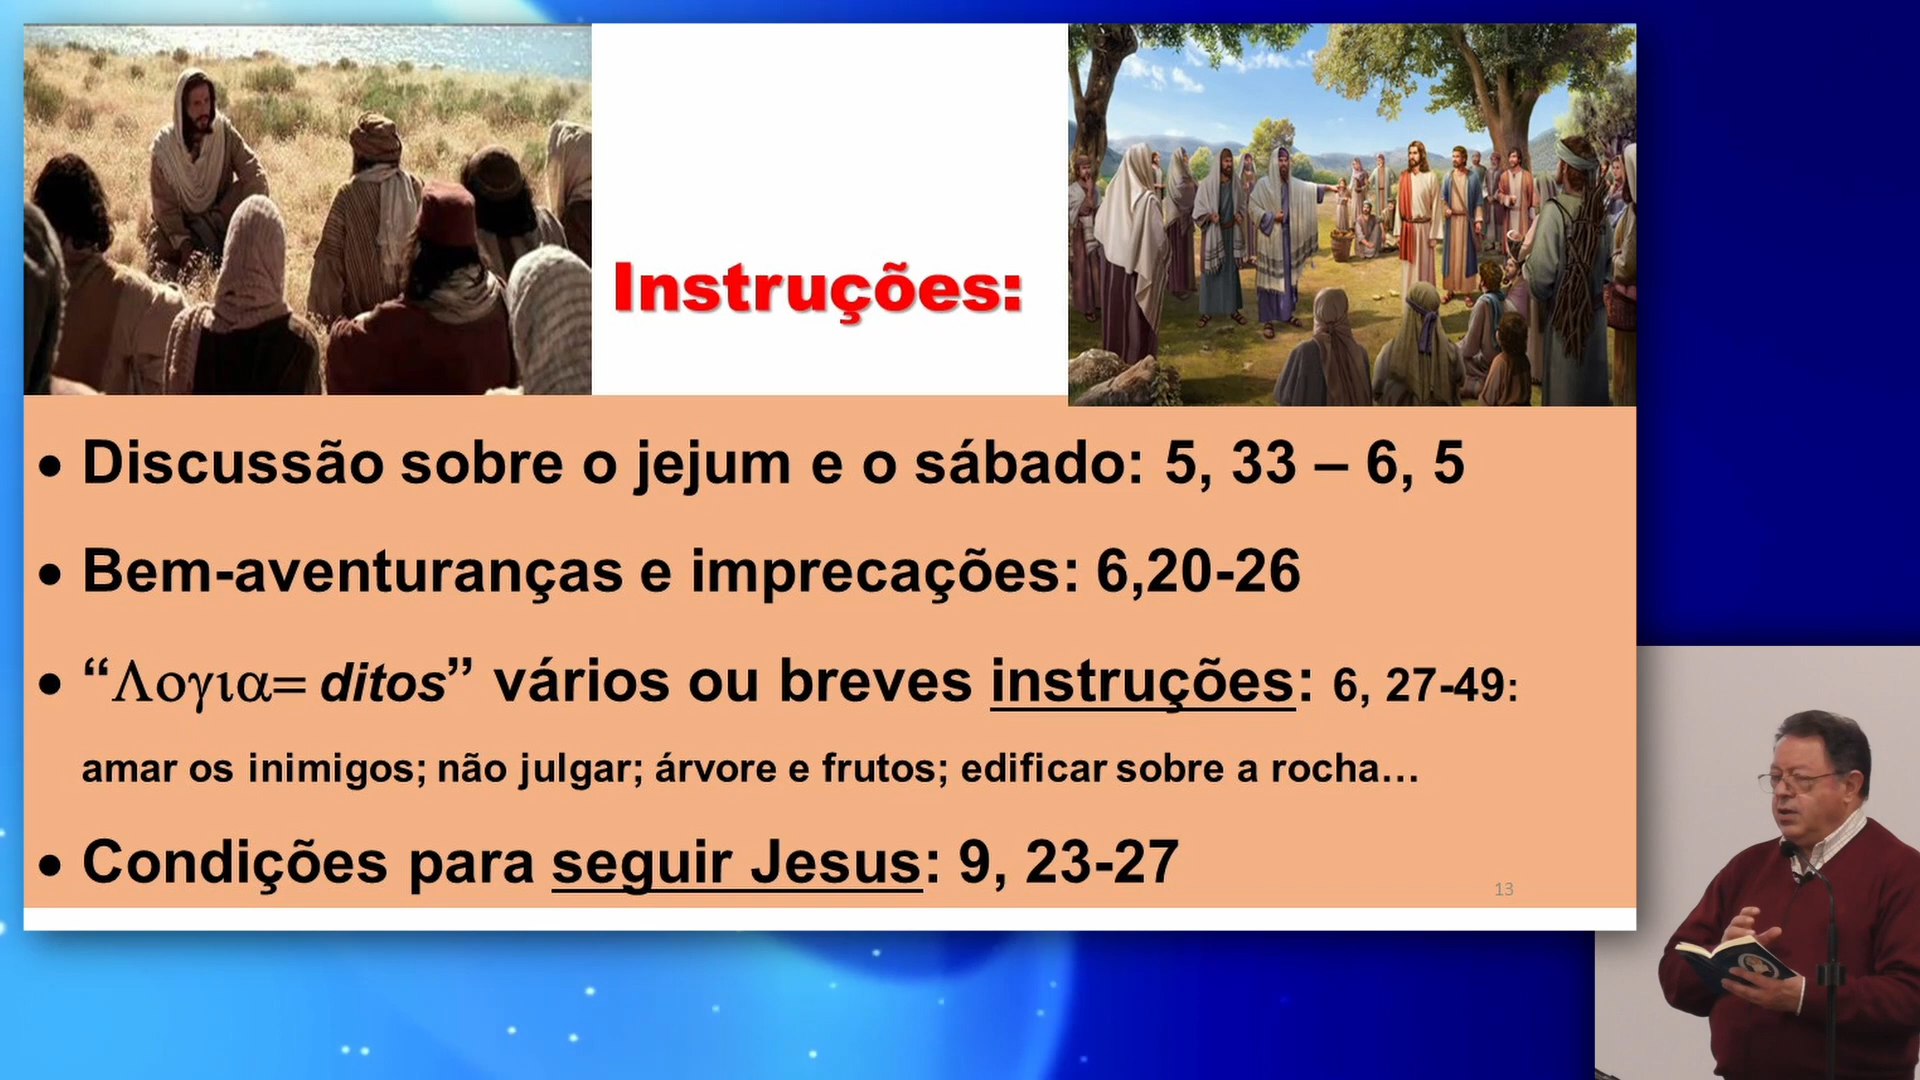 Instruções:
• Discussão sobre o jejum e o sábado: 5, 33 – 6, 5
• Bem-aventuranças e imprecações: 6,20-26
• “Λογια= ditos” vários ou breves instruções: 6, 27-49:
amar os inimigos; não julgar; árvore e frutos; edificar sobre a rocha…
• Condições para seguir Jesus: 9, 23-27
13